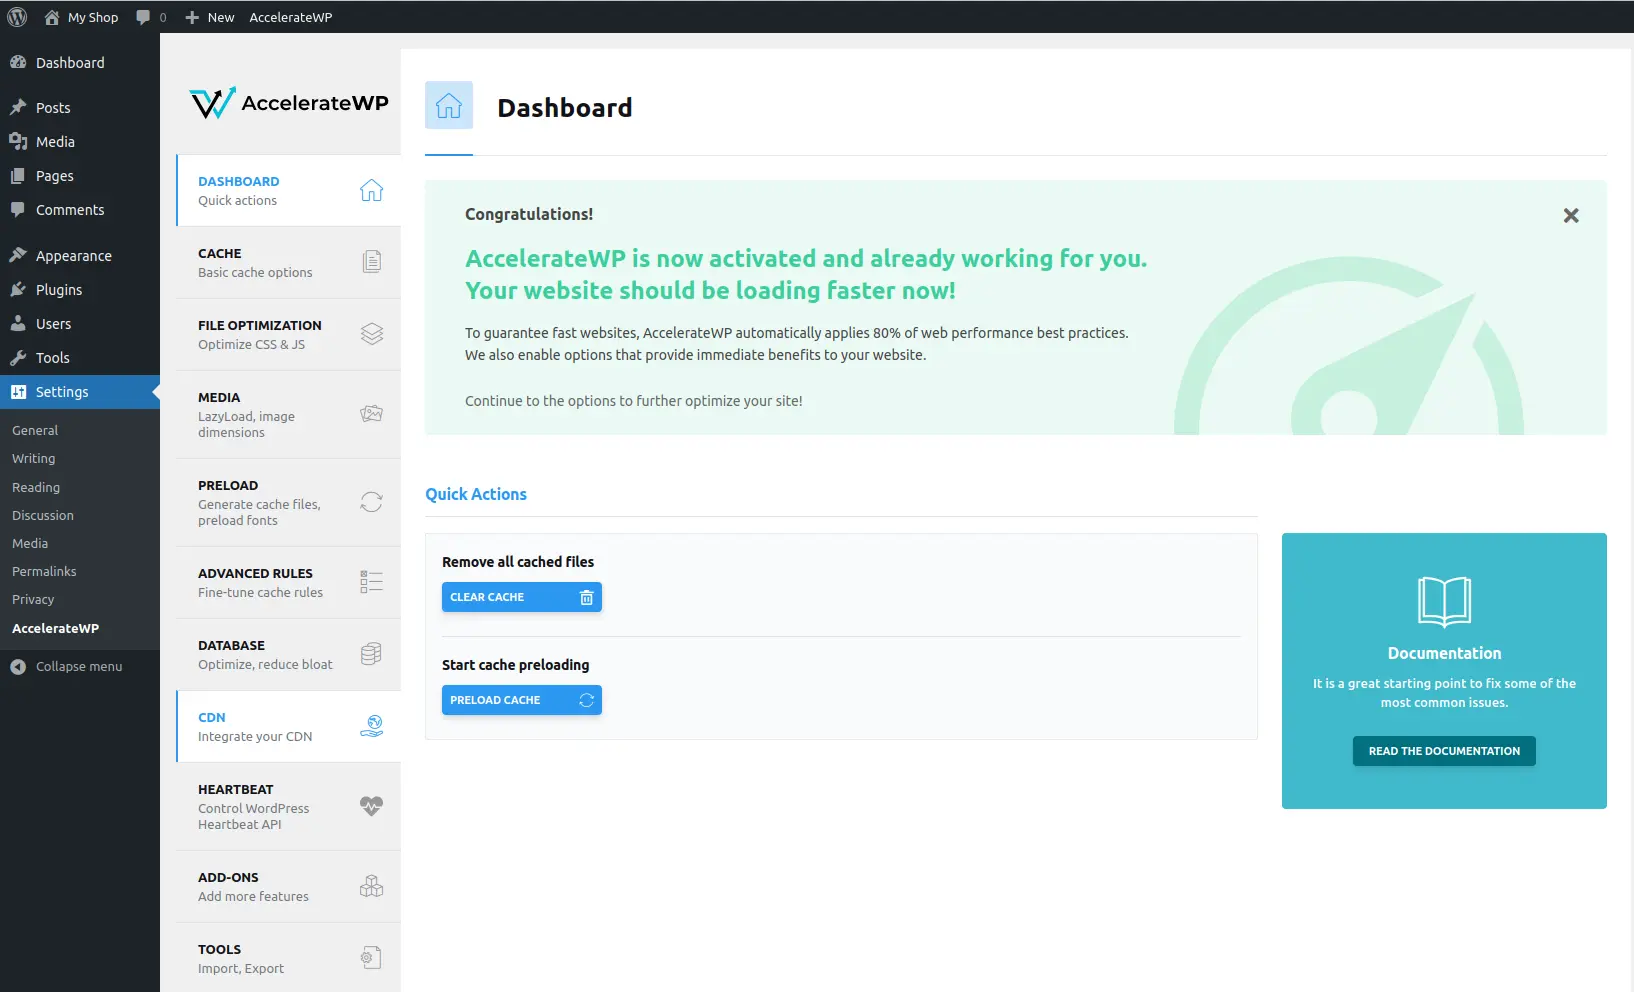 My Shop
0
New
AccelerateWP
Dashboard
Posts
Media
Pages
Comments
Appearance
Plugins
Users
Tools
Settings
General
Writing
Reading
Discussion
Media
Permalinks
Privacy
AccelerateWP
Collapse menu
AccelerateWP
DASHBOARD
Quick actions
CACHE
Basic cache options
FILE OPTIMIZATION
Optimize CSS & JS
MEDIA
LazyLoad, image
dimensions
PRELOAD
Generate cache files,
preload fonts
ADVANCED RULES
Fine-tune cache rules
DATABASE
Optimize, reduce bloat
CDN
Integrate your CDN
HEARTBEAT
Control WordPress
Heartbeat API
ADD-ONS
Add more features
TOOLS
Import, Export
Dashboard
Congratulations!
AccelerateWP is now activated and already working for you.
Your website should be loading faster now!
To guarantee fast websites, AccelerateWP automatically applies 80% of web performance best practices.
We also enable options that provide immediate benefits to your website.
Continue to the options to further optimize your site!
Quick Actions
Remove all cached files
CLEAR CACHE
Start cache preloading
PRELOAD CACHE
Documentation
It is a great starting point to fix some of the
most common issues.
READ THE DOCUMENTATION